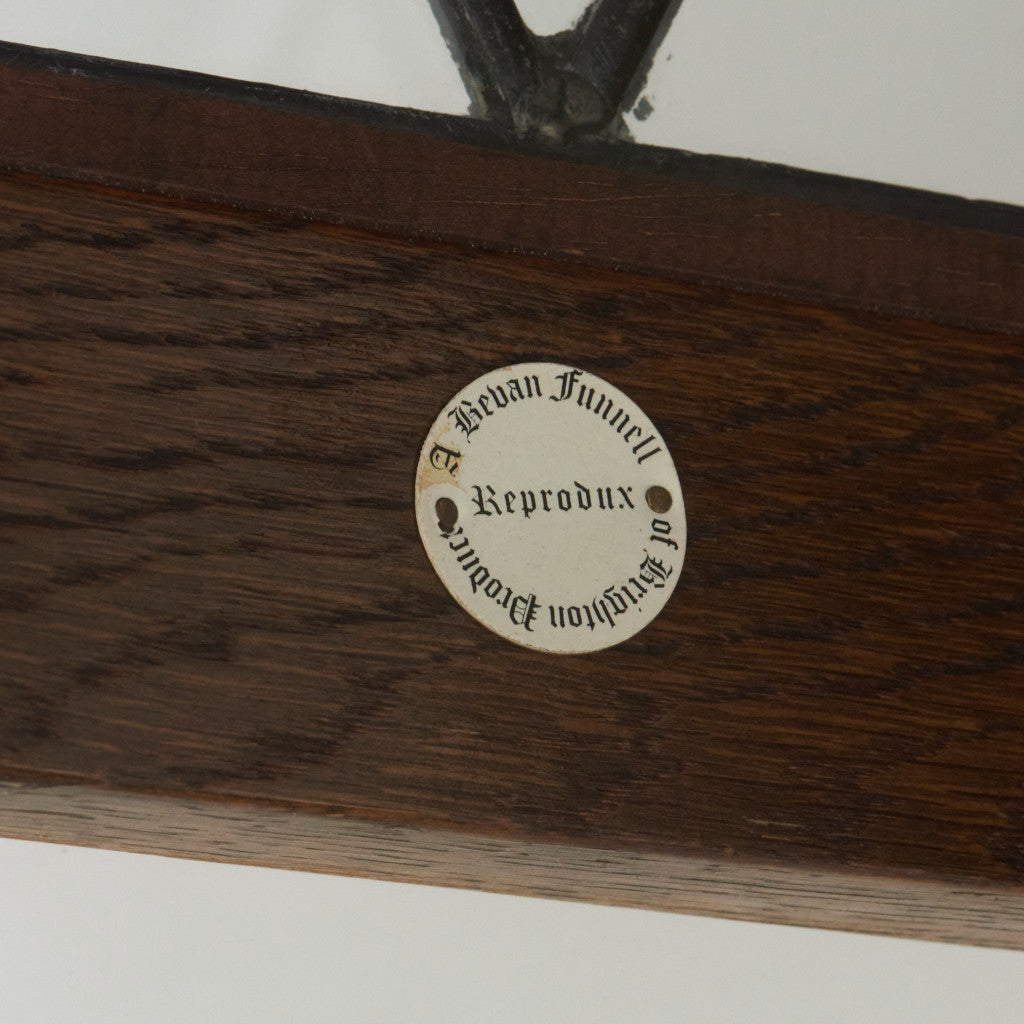 A Bevan Funnell
Reprodux
of Brighton Product